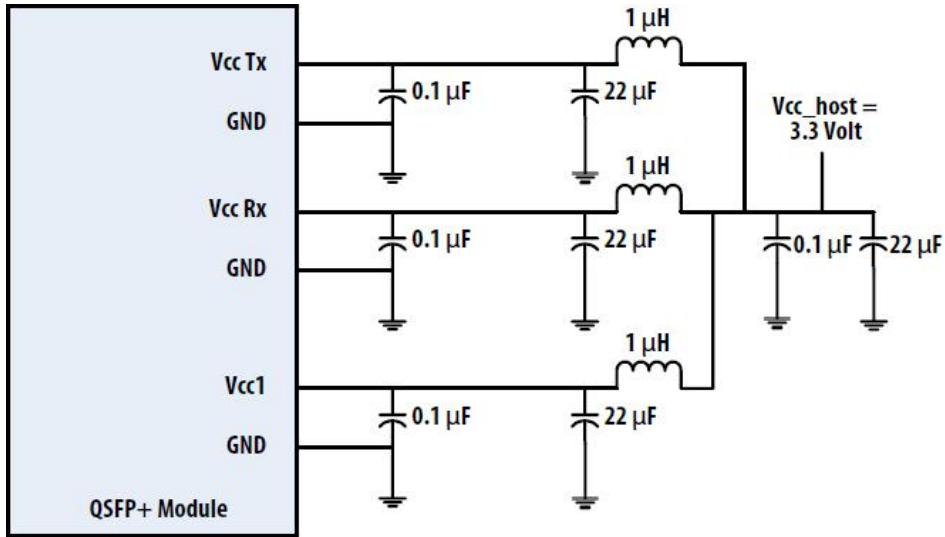 1 μH
Vcc Tx
0.1 μF
22 μF
GND
Vcc_host =
3.3 Volt
1 μH
Vcc Rx
0.1 μF
22 μF
0.1 μF
22 μF
GND
1 μH
Vcc1
0.1 μF
22 μF
GND
QSFP+ Module